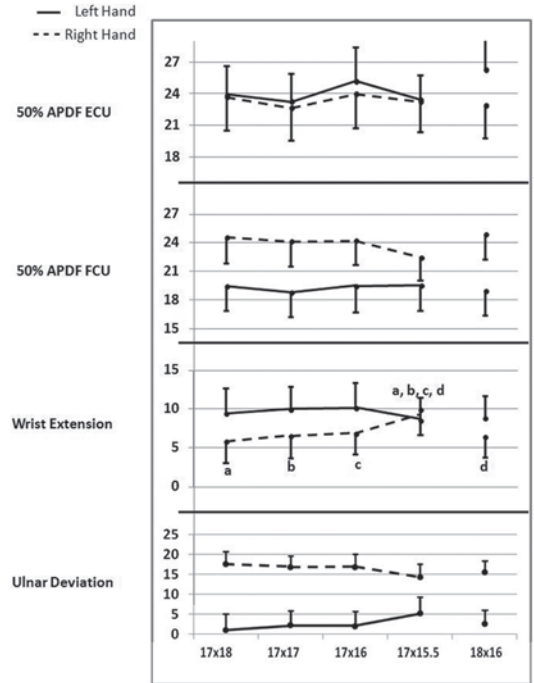 Left Hand
Right Hand
50% APDF ECU
27
24
21
18
50% APDF FCU
27
24
21
18
15
Wrist Extension
15
10
5
0
a, b, c, d
a
b
c
d
Ulnar Deviation
25
20
15
10
5
0
17x18
17x17
17x16
17x15.5
18x16